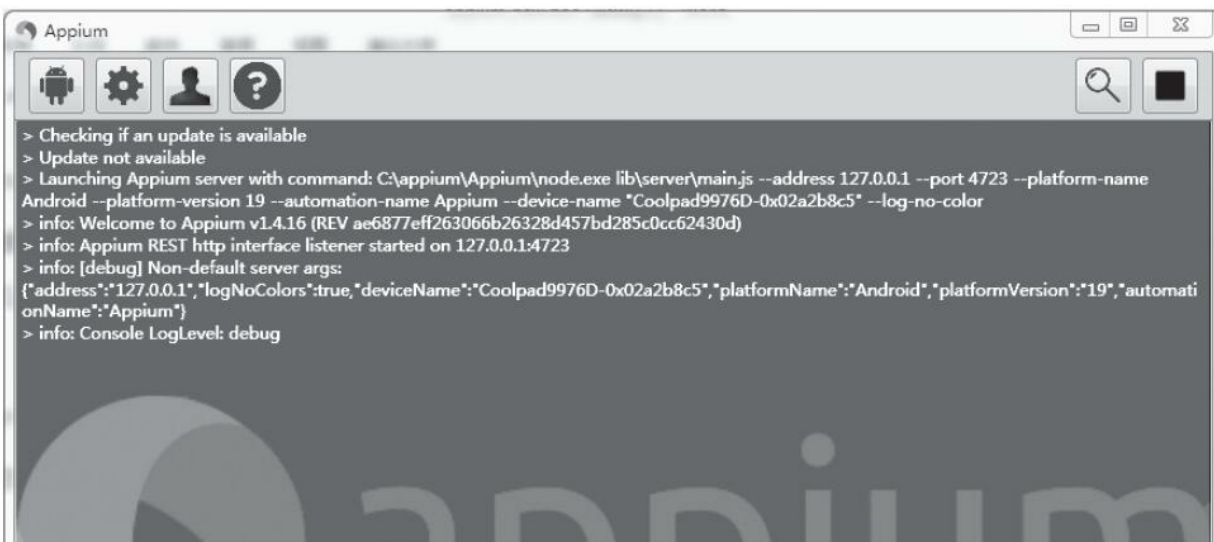 Appium
> Checking if an update is available
> Update not available
> Launching Appium server with command: C:\appium\Appium\node.exe lib\server\main.js --address 127.0.0.1 --port 4723 --platform-name
Android --platform-version 19 --automation-name Appium --device-name "Coolpad9976D-0x02a2b8c5" --log-no-color
> info: Welcome to Appium v1.4.16 (REV ae6877eff263066b26328d457bd285c0cc62430d)
> info: Appium REST http interface listener started on 127.0.0.1:4723
> info: [debug] Non-default server args:
{"address":"127.0.0.1","logNoColors":true,"deviceName":"Coolpad9976D-0x02a2b8c5","platformName":"Android","platformVersion":"19","automati
onName":"Appium"}
> info: Console LogLevel: debug
appium